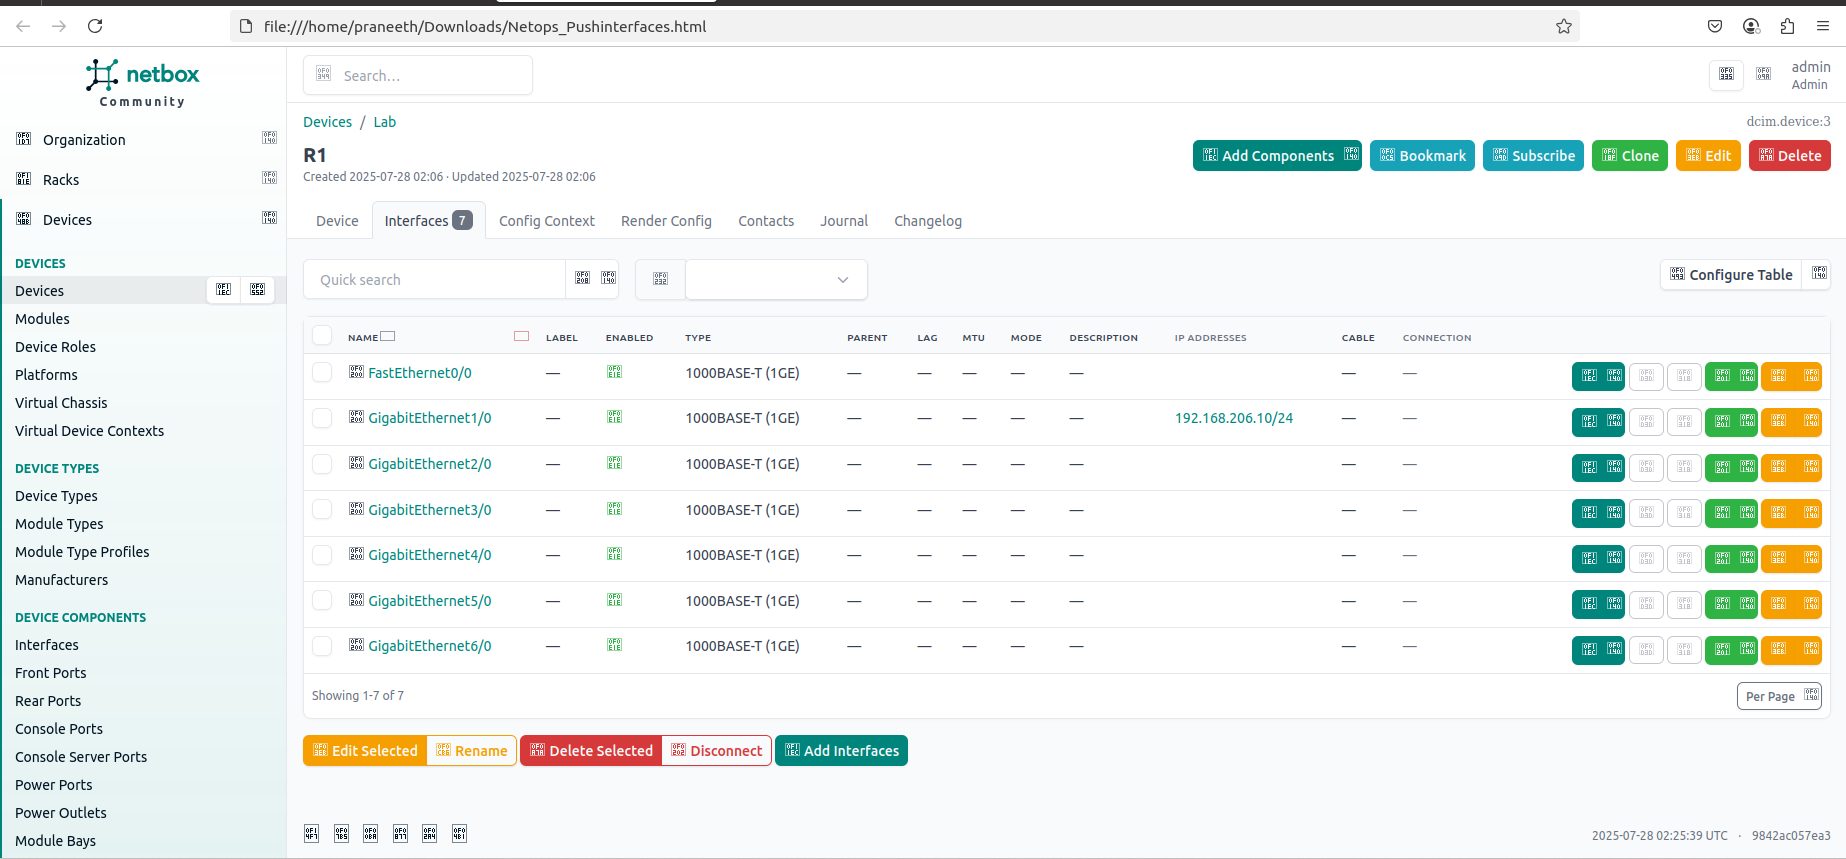 file:///home/praneeth/Downloads/Netops_Pushinterfaces.html
netbox
Community
Search...
admin
Admin
Organization
Racks
Devices
DEVICES
Devices
Modules
Device Roles
Platforms
Virtual Chassis
Virtual Device Contexts
DEVICE TYPES
Device Types
Module Types
Module Type Profiles
Manufacturers
DEVICE COMPONENTS
Interfaces
Front Ports
Rear Ports
Console Ports
Console Server Ports
Power Ports
Power Outlets
Module Bays
Devices / Lab
dcim.device:3
R1
Created 2025-07-28 02:06 · Updated 2025-07-28 02:06
Add Components Bookmark Subscribe Clone Edit Delete
Device Interfaces 7 Config Context Render Config Contacts Journal Changelog
Quick search
Configure Table
NAME LABEL ENABLED TYPE PARENT LAG MTU MODE DESCRIPTION IP ADDRESSES CABLE CONNECTION
FastEthernet0/0 — 1000BASE-T (1GE) — — — — — — —
GigabitEthernet1/0 — 1000BASE-T (1GE) — — — — — 192.168.206.10/24 — —
GigabitEthernet2/0 — 1000BASE-T (1GE) — — — — — — —
GigabitEthernet3/0 — 1000BASE-T (1GE) — — — — — — —
GigabitEthernet4/0 — 1000BASE-T (1GE) — — — — — — —
GigabitEthernet5/0 — 1000BASE-T (1GE) — — — — — — —
GigabitEthernet6/0 — 1000BASE-T (1GE) — — — — — — —
Showing 1-7 of 7
Per Page
Edit Selected Rename Delete Selected Disconnect Add Interfaces
2025-07-28 02:25:39 UTC · 9842ac057ea3